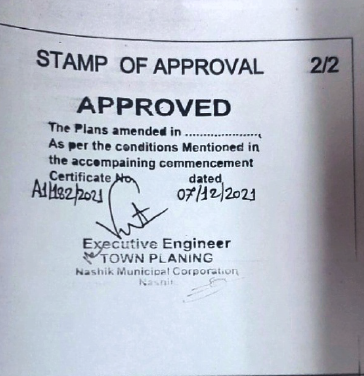 STAMP OF APPROVAL 2/2
APPROVED
The Plans amended in ....................
As per the conditions Mentioned in
the accompaining commencement
Certificate No. dated
A1/182/2021 07/12/2021
Executive Engineer
TOWN PLANING
Nashik Municipal Corporation
Nashik